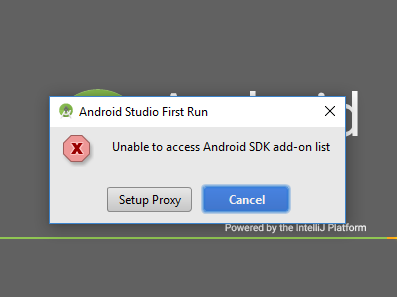 Android Studio First Run
Unable to access Android SDK add-on list
Setup Proxy
Cancel
Powered by the IntelliJ Platform